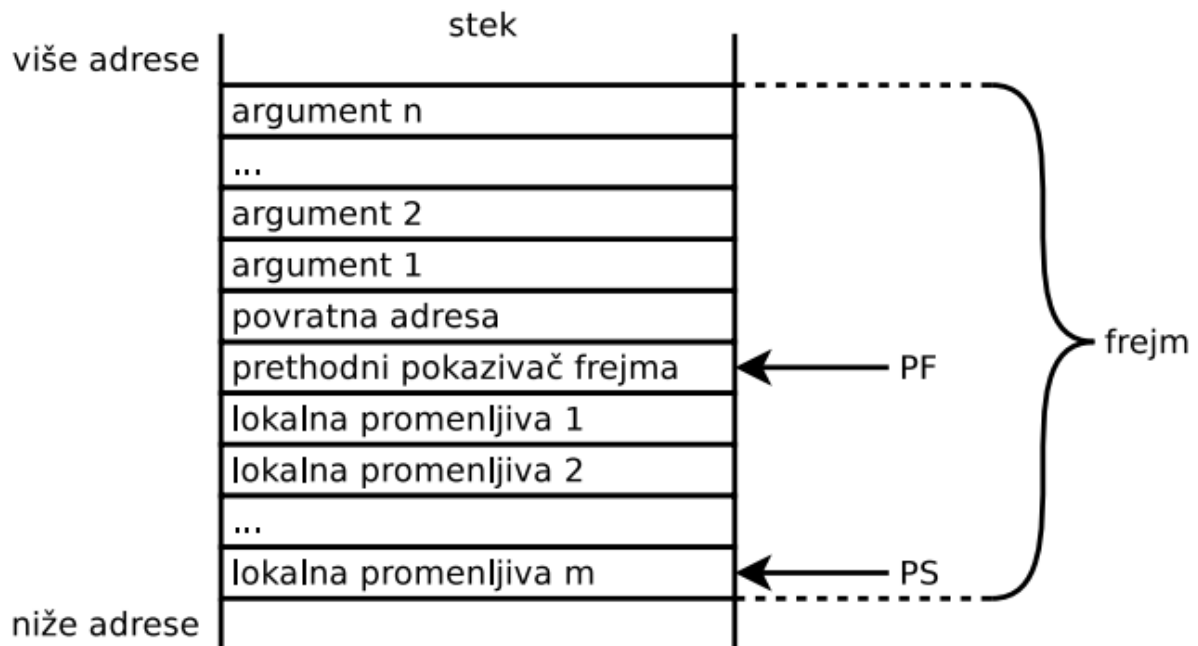 stek
više adrese
argument n
...
argument 2
argument 1
povratna adresa
prethodni pokazivač frejma
PF
frejm
lokalna promenljiva 1
lokalna promenljiva 2
...
lokalna promenljiva m
PS
niže adrese